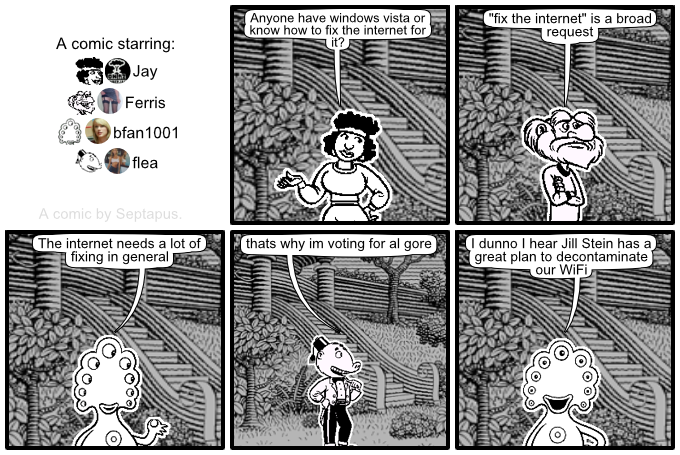 A comic starring:
Jay
Ferris
bfan1001
flea
A comic by Septapus.
Anyone have windows vista or
know how to fix the internet for
it?
"fix the internet" is a broad
request
The internet needs a lot of
fixing in general
thats why im voting for al gore
I dunno I hear Jill Stein has a
great plan to decontaminate
our WiFi